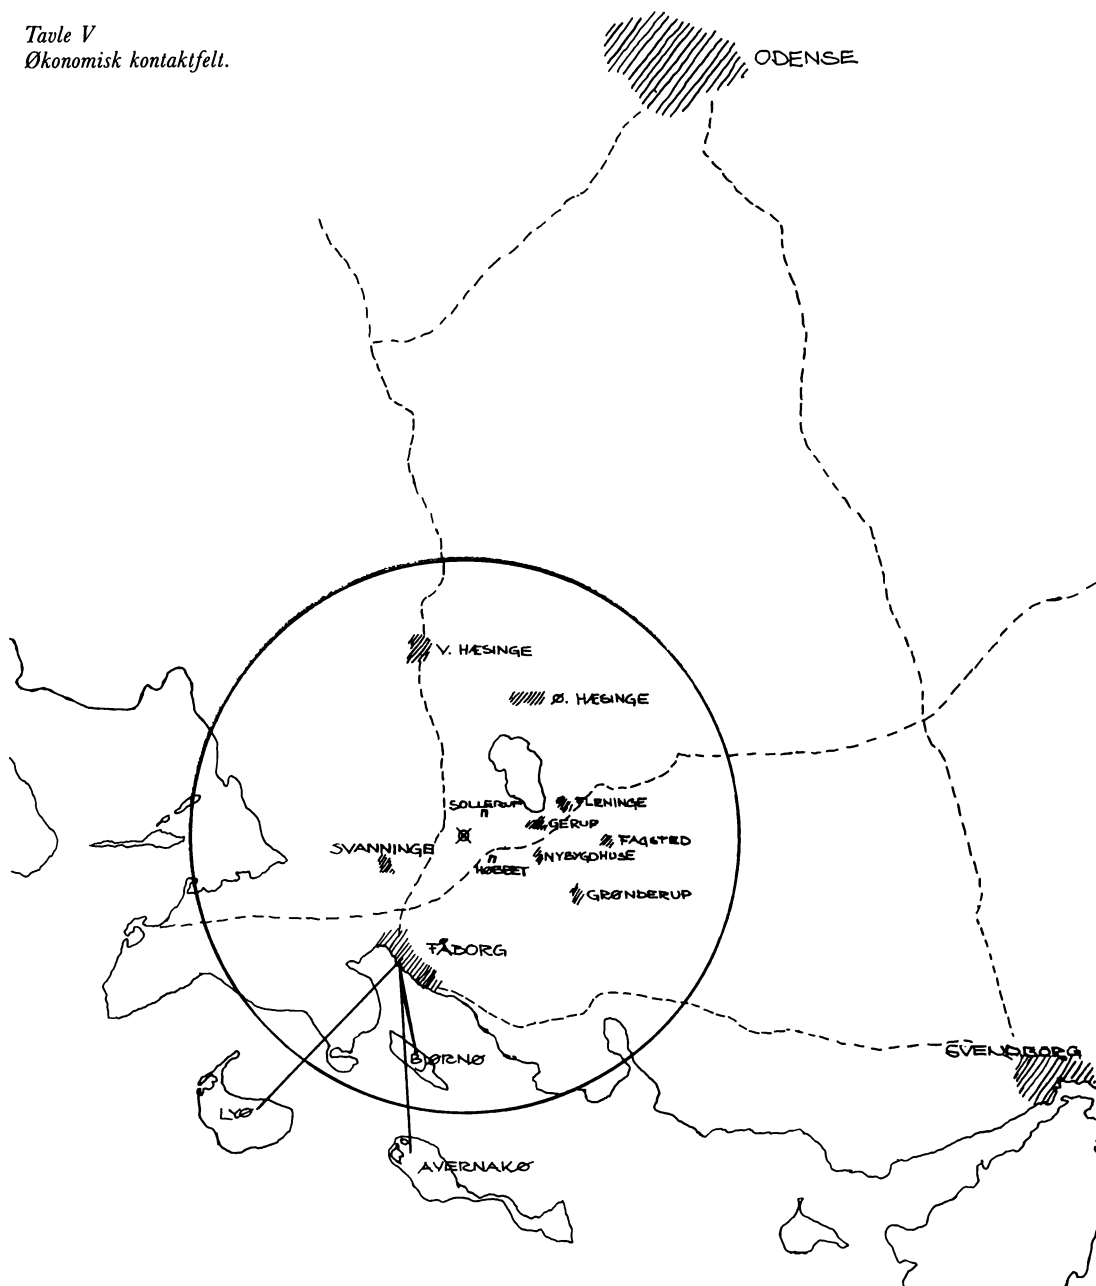 Tavle V
Økonomisk kontaktfelt.
ODENSE
V. HÆSINGE
Ø. HÆSINGE
SOLLERUP
FLENINGE
GERUP
SVANNINGE
FAGSTED
NYBYGDHUSE
HØBBET
GRØNDERUP
FÅBORG
SVENDBORG
BJØRNØ
LYØ
AVERNAKØ